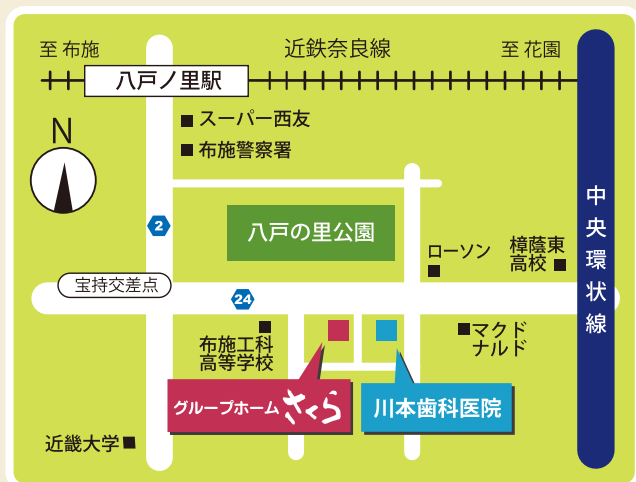 至 布施
近鉄奈良線
至 花園
八戸ノ里駅
スーパー西友
布施警察署
N
2
八戸の里公園
ローソン
樟蔭東
高校
中央環状線
宝持交差点
24
布施工科
高等学校
マクド
ナルド
グループホーム さくら
川本歯科医院
近畿大学